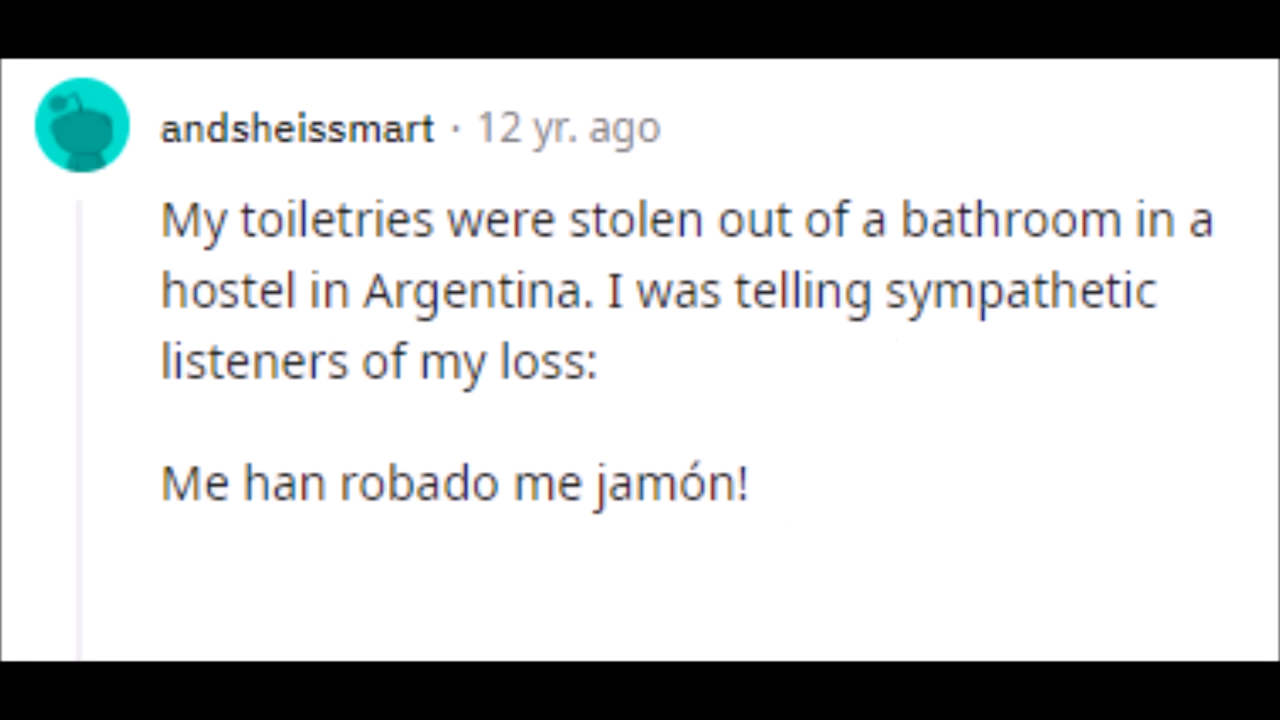 andsheissmart · 12 yr. ago
My toiletries were stolen out of a bathroom in a
hostel in Argentina. I was telling sympathetic
listeners of my loss:
Me han robado me jamón!